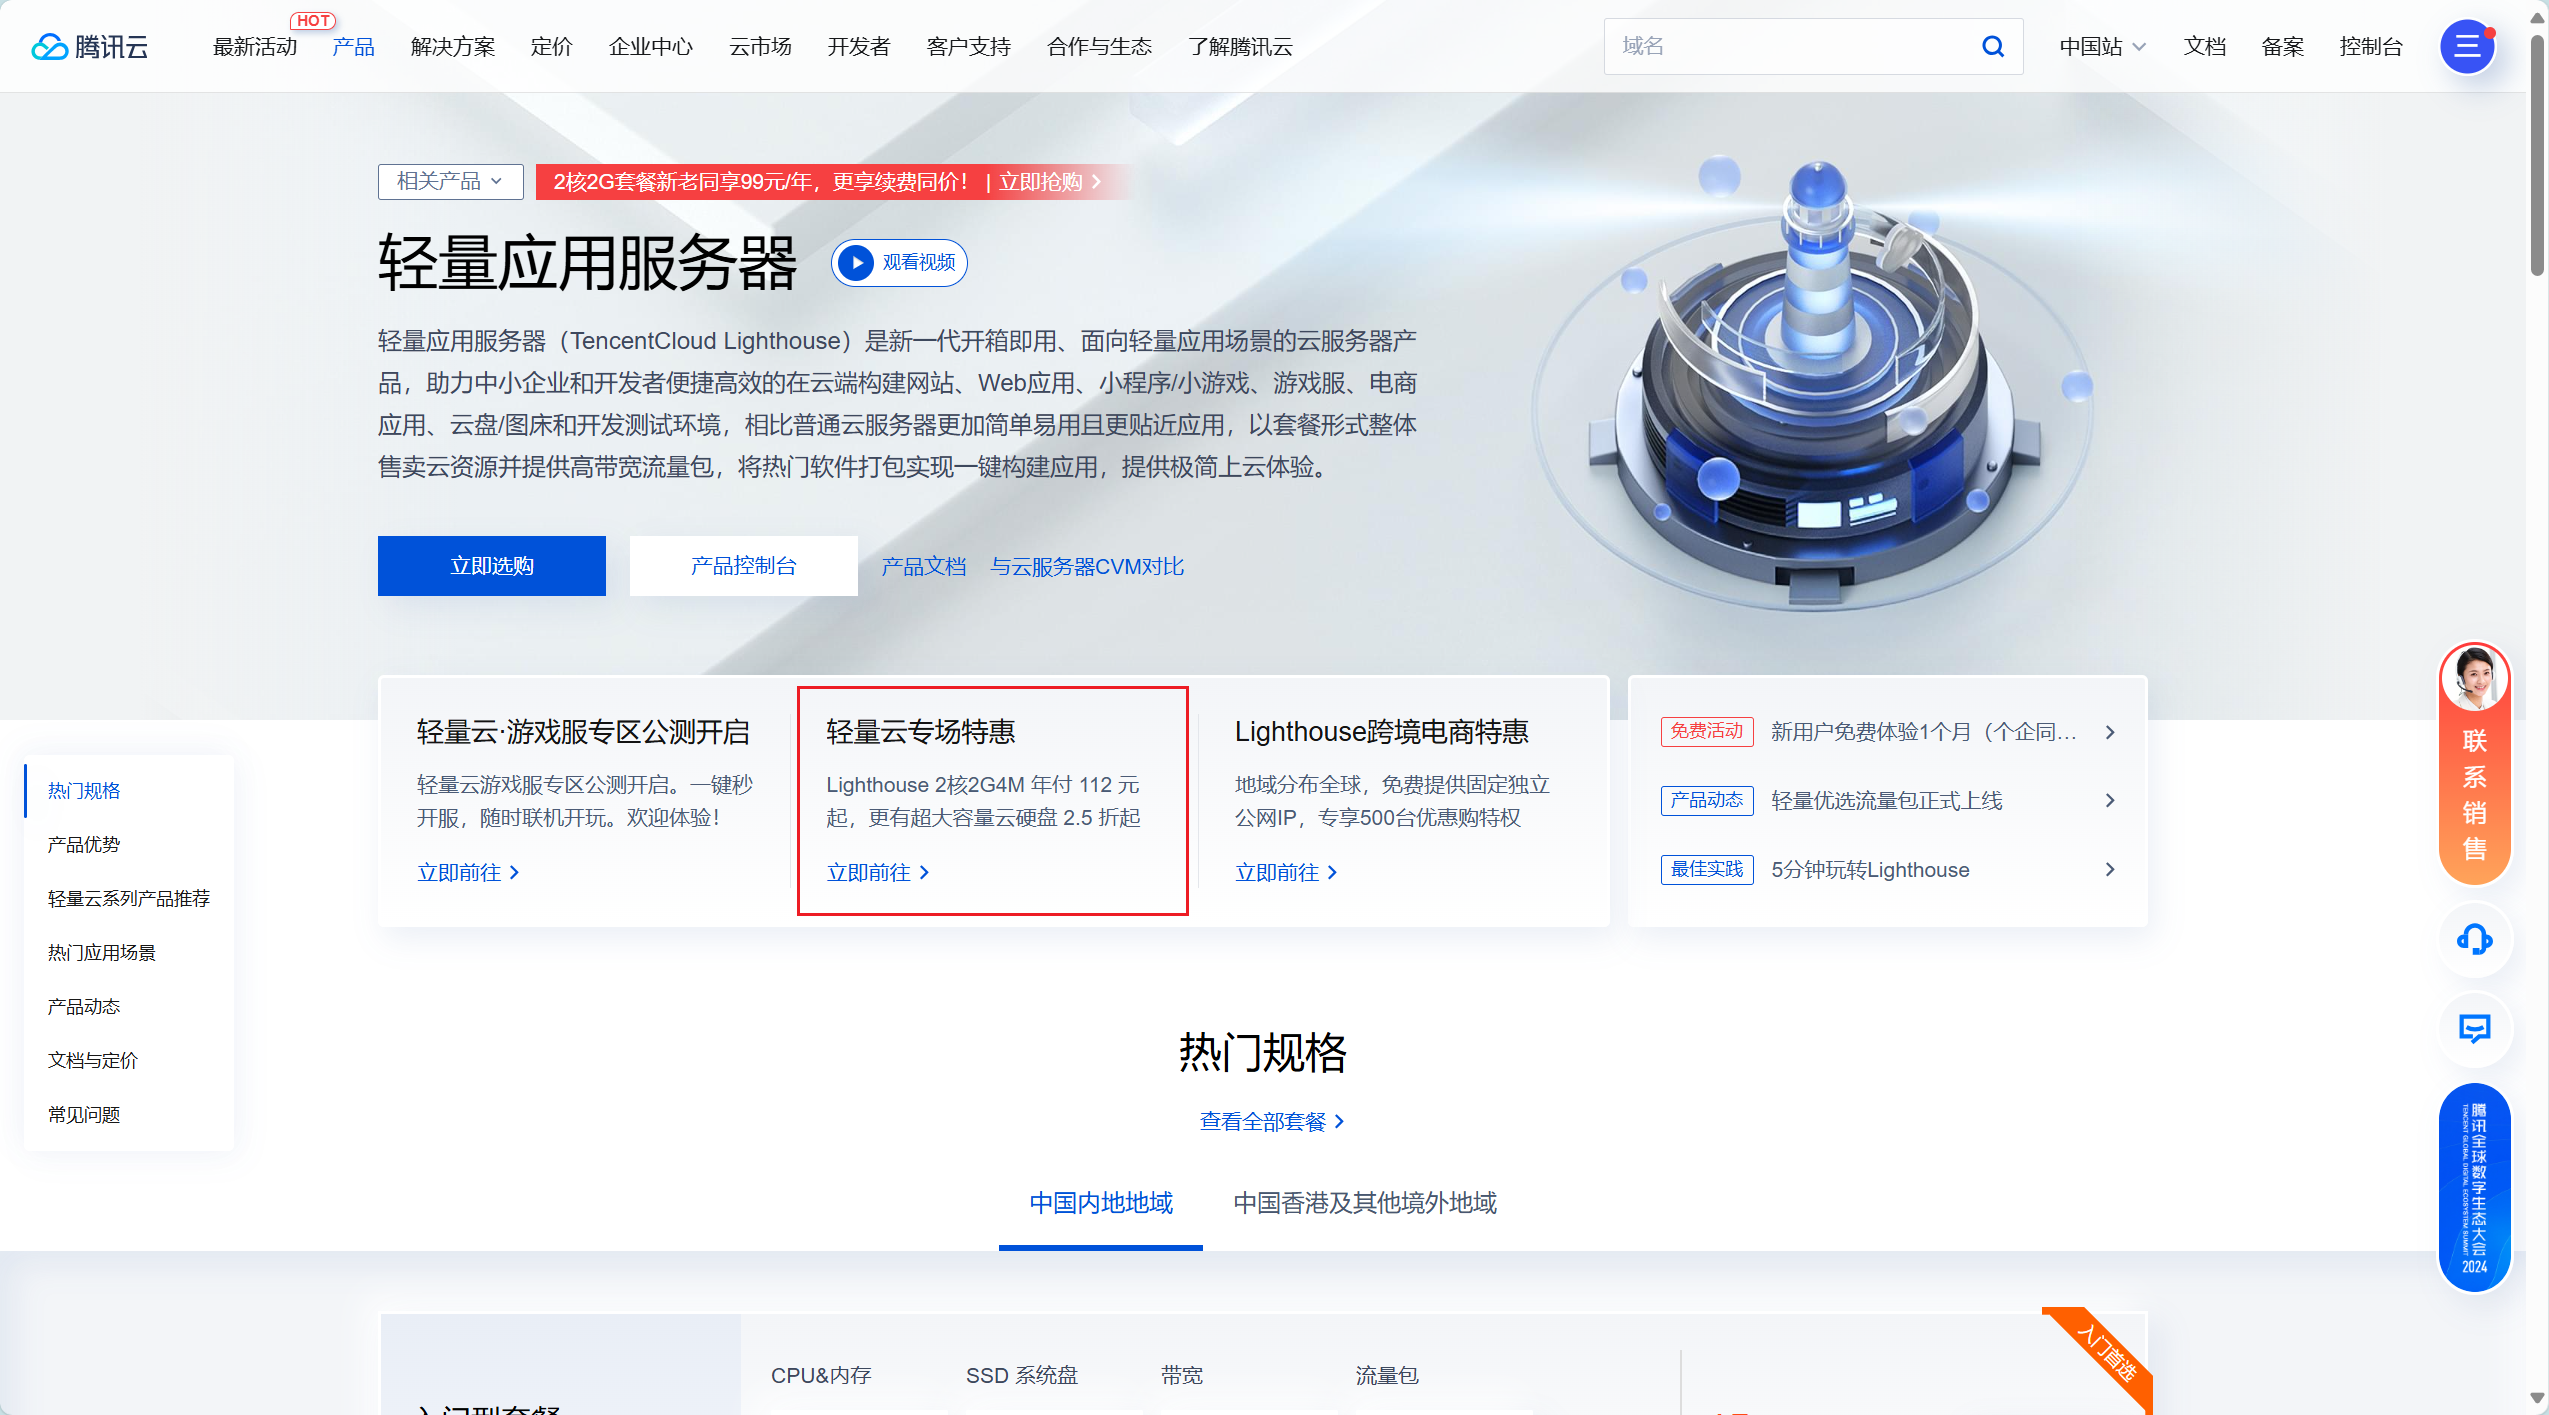 腾讯云
最新活动
HOT
产品
解决方案
定价
企业中心
云市场
开发者
客户支持
合作与生态
了解腾讯云
域名
中国站
文档
备案
控制台
三
相关产品
2核2G套餐新老同享99元/年，更享续费同价！ | 立即抢购
轻量应用服务器
观看视频
轻量应用服务器（TencentCloud Lighthouse）是新一代开箱即用、面向轻量应用场景的云服务器产
品，助力中小企业和开发者便捷高效的在云端构建网站、Web应用、小程序/小游戏、游戏服、电商
应用、云盘/图床和开发测试环境，相比普通云服务器更加简单易用且更贴近应用，以套餐形式整体
售卖云资源并提供高带宽流量包，将热门软件打包实现一键构建应用，提供极简上云体验。
立即选购
产品控制台
产品文档
与云服务器CVM对比
轻量云·游戏服专区公测开启
轻量云游戏服专区公测开启。一键秒
开服，随时联机开玩。欢迎体验！
立即前往
轻量云专场特惠
Lighthouse 2核2G4M 年付 112 元
起，更有超大容量云硬盘 2.5 折起
立即前往
Lighthouse跨境电商特惠
地域分布全球，免费提供固定独立
公网IP，专享500台优惠购特权
立即前往
免费活动
新用户免费体验1个月（个企同…
产品动态
轻量优选流量包正式上线
最佳实践
5分钟玩转Lighthouse
热门规格
产品优势
轻量云系列产品推荐
热门应用场景
产品动态
文档与定价
常见问题
联系销售
腾讯全球数字生态大会
TENCENT GLOBAL DIGITAL ECOSYSTEM SUMMIT
2024
热门规格
查看全部套餐
中国内地地域
中国香港及其他境外地域
入门型套餐
CPU&内存
SSD 系统盘
带宽
流量包
入门首选